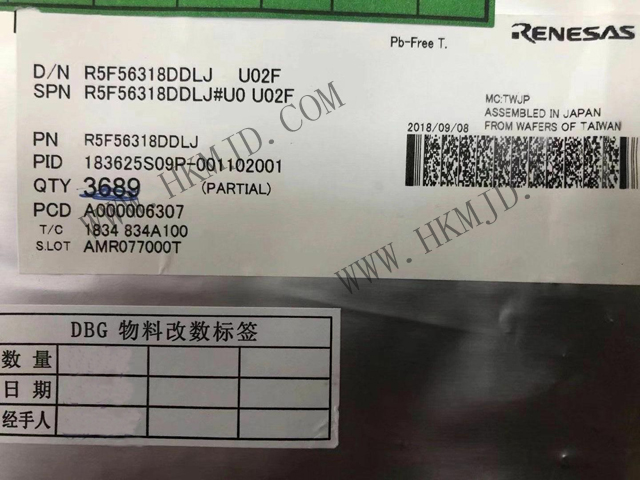 Pb-Free T.
RENESAS
D/N R5F56318DDLJ U02F
SPN R5F56318DDLJ#U0 U02F
MC:TWJP
ASSEMBLED IN JAPAN
2018/09/08 FROM WAFERS OF TAIWAN
PN R5F56318DDLJ
PID 183625S09P-001102001
QTY 3689 (PARTIAL)
PCD A000006307
T/C 1834 834A100
S.LOT AMR077000T
WWW.HKMJD.COM
WWW.HKMJD.COM
DBG 物料改数标签
数量
日期
经手人